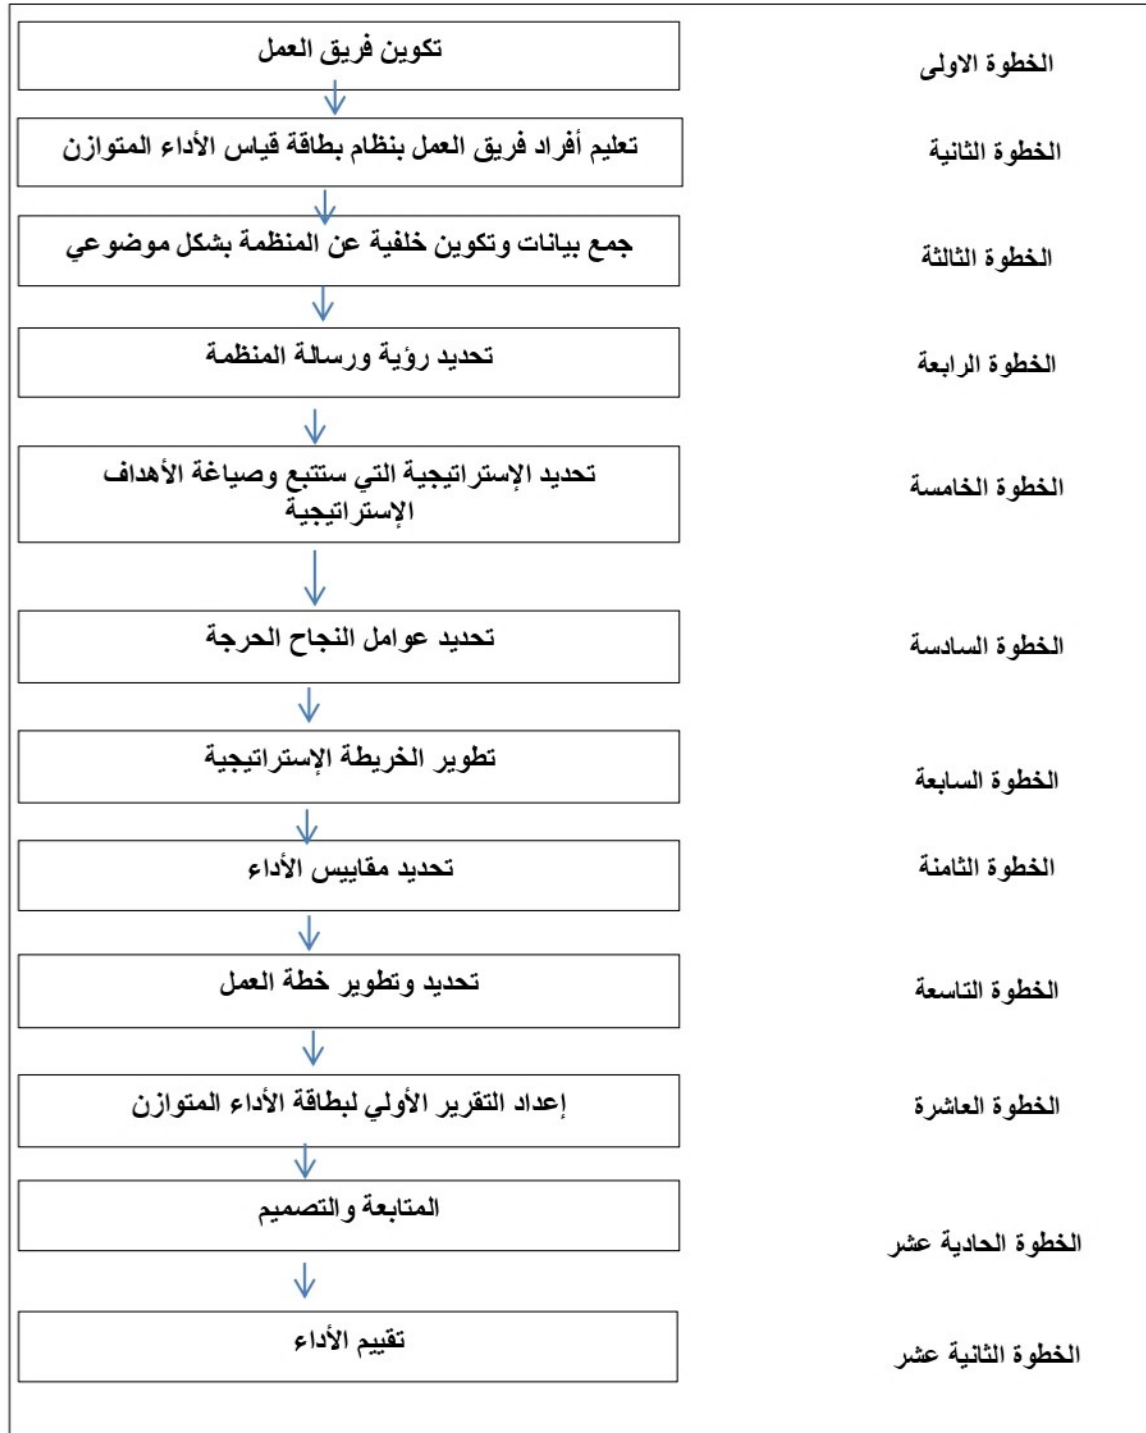 الخطوة الاولى
تكوين فريق العمل
الخطوة الثانية
تعليم أفراد فريق العمل بنظام بطاقة قياس الأداء المتوازن
الخطوة الثالثة
جمع بيانات وتكوين خلفية عن المنظمة بشكل موضوعي
الخطوة الرابعة
تحديد رؤية ورسالة المنظمة
الخطوة الخامسة
تحديد الإستراتيجية التي ستتبع وصياغة الأهداف
الإستراتيجية
الخطوة السادسة
تحديد عوامل النجاح الحرجة
الخطوة السابعة
تطوير الخريطة الإستراتيجية
الخطوة الثامنة
تحديد مقاييس الأداء
الخطوة التاسعة
تحديد وتطوير خطة العمل
الخطوة العاشرة
إعداد التقرير الأولي لبطاقة الأداء المتوازن
الخطوة الحادية عشر
المتابعة والتصميم
الخطوة الثانية عشر
تقييم الأداء